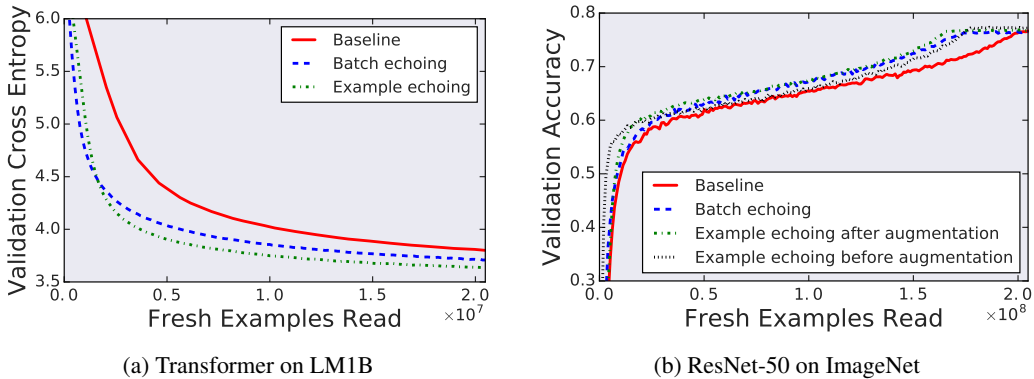 Validation Cross Entropy
6.0
5.5
5.0
4.5
4.0
3.5
0.0
0.5
1.0
1.5
2.0
×10⁷
Fresh Examples Read
Baseline
Batch echoing
Example echoing
(a) Transformer on LM1B
Validation Accuracy
0.8
0.7
0.6
0.5
0.4
0.3
0.0
0.5
1.0
1.5
2.0
×10⁸
Fresh Examples Read
Baseline
Batch echoing
Example echoing after augmentation
Example echoing before augmentation
(b) ResNet-50 on ImageNet